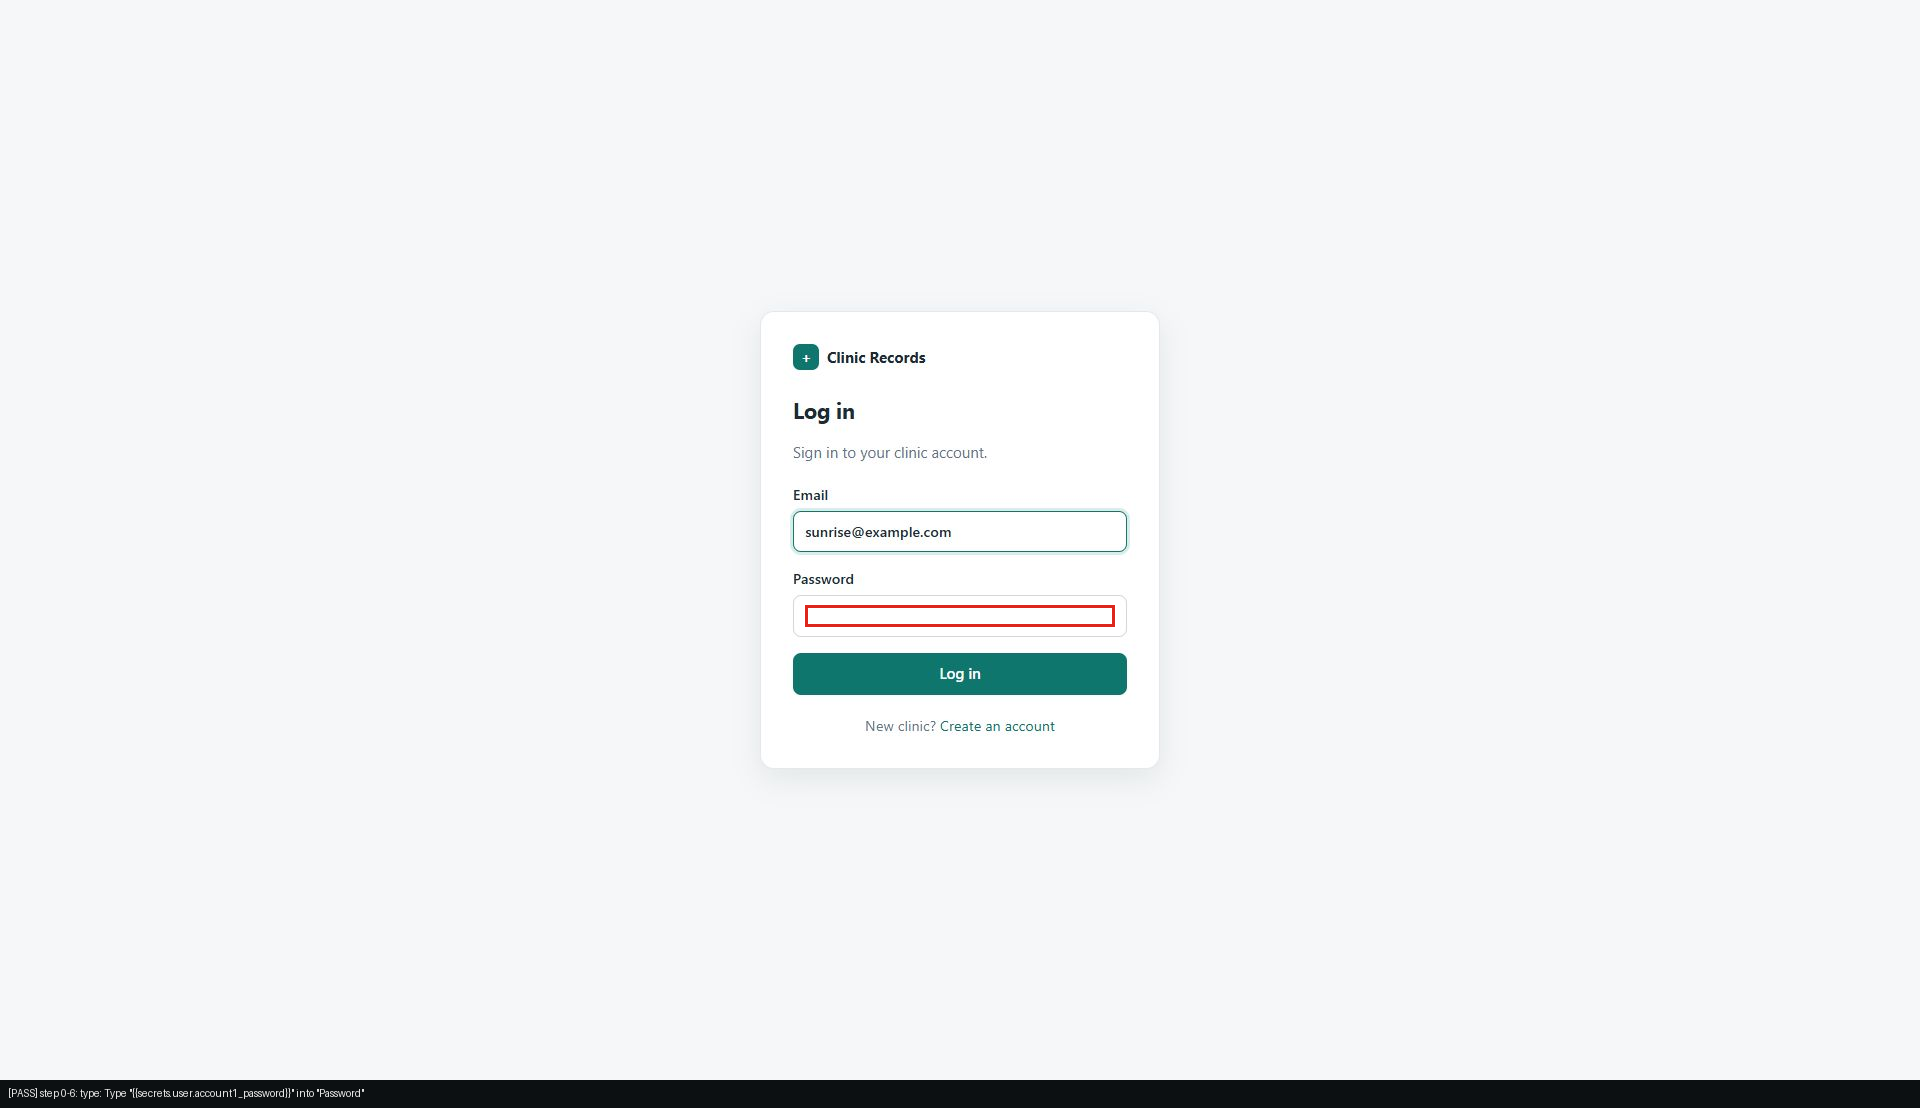 + Clinic Records
Log in
Sign in to your clinic account.
Email
sunrise@example.com
Password
Log in
New clinic? Create an account
[PASS] step 0-6: type: Type "{{secrets.user.account1_password}}" into "Password"